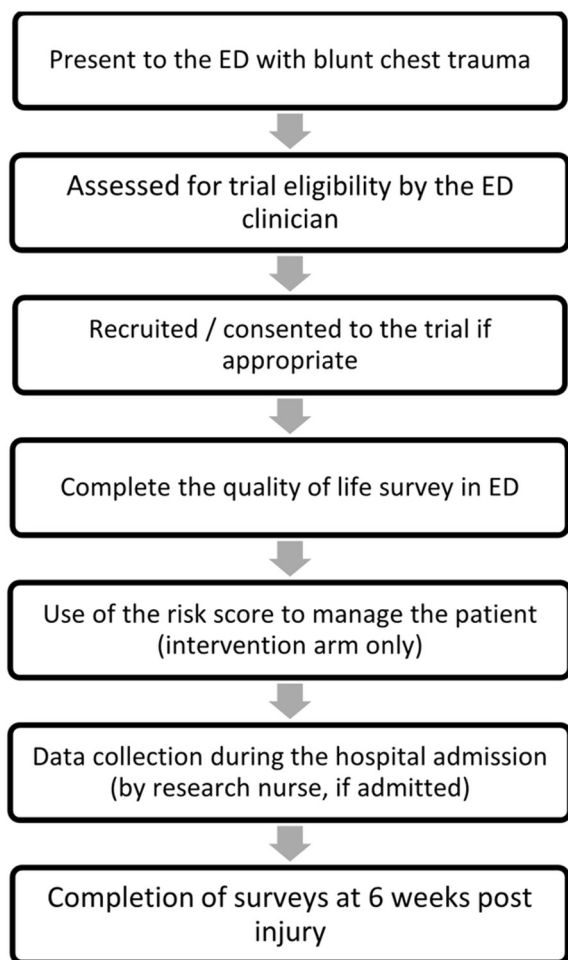 Present to the ED with blunt chest trauma
Assessed for trial eligibility by the ED
clinician
Recruited / consented to the trial if
appropriate
Complete the quality of life survey in ED
Use of the risk score to manage the patient
(intervention arm only)
Data collection during the hospital admission
(by research nurse, if admitted)
Completion of surveys at 6 weeks post
injury